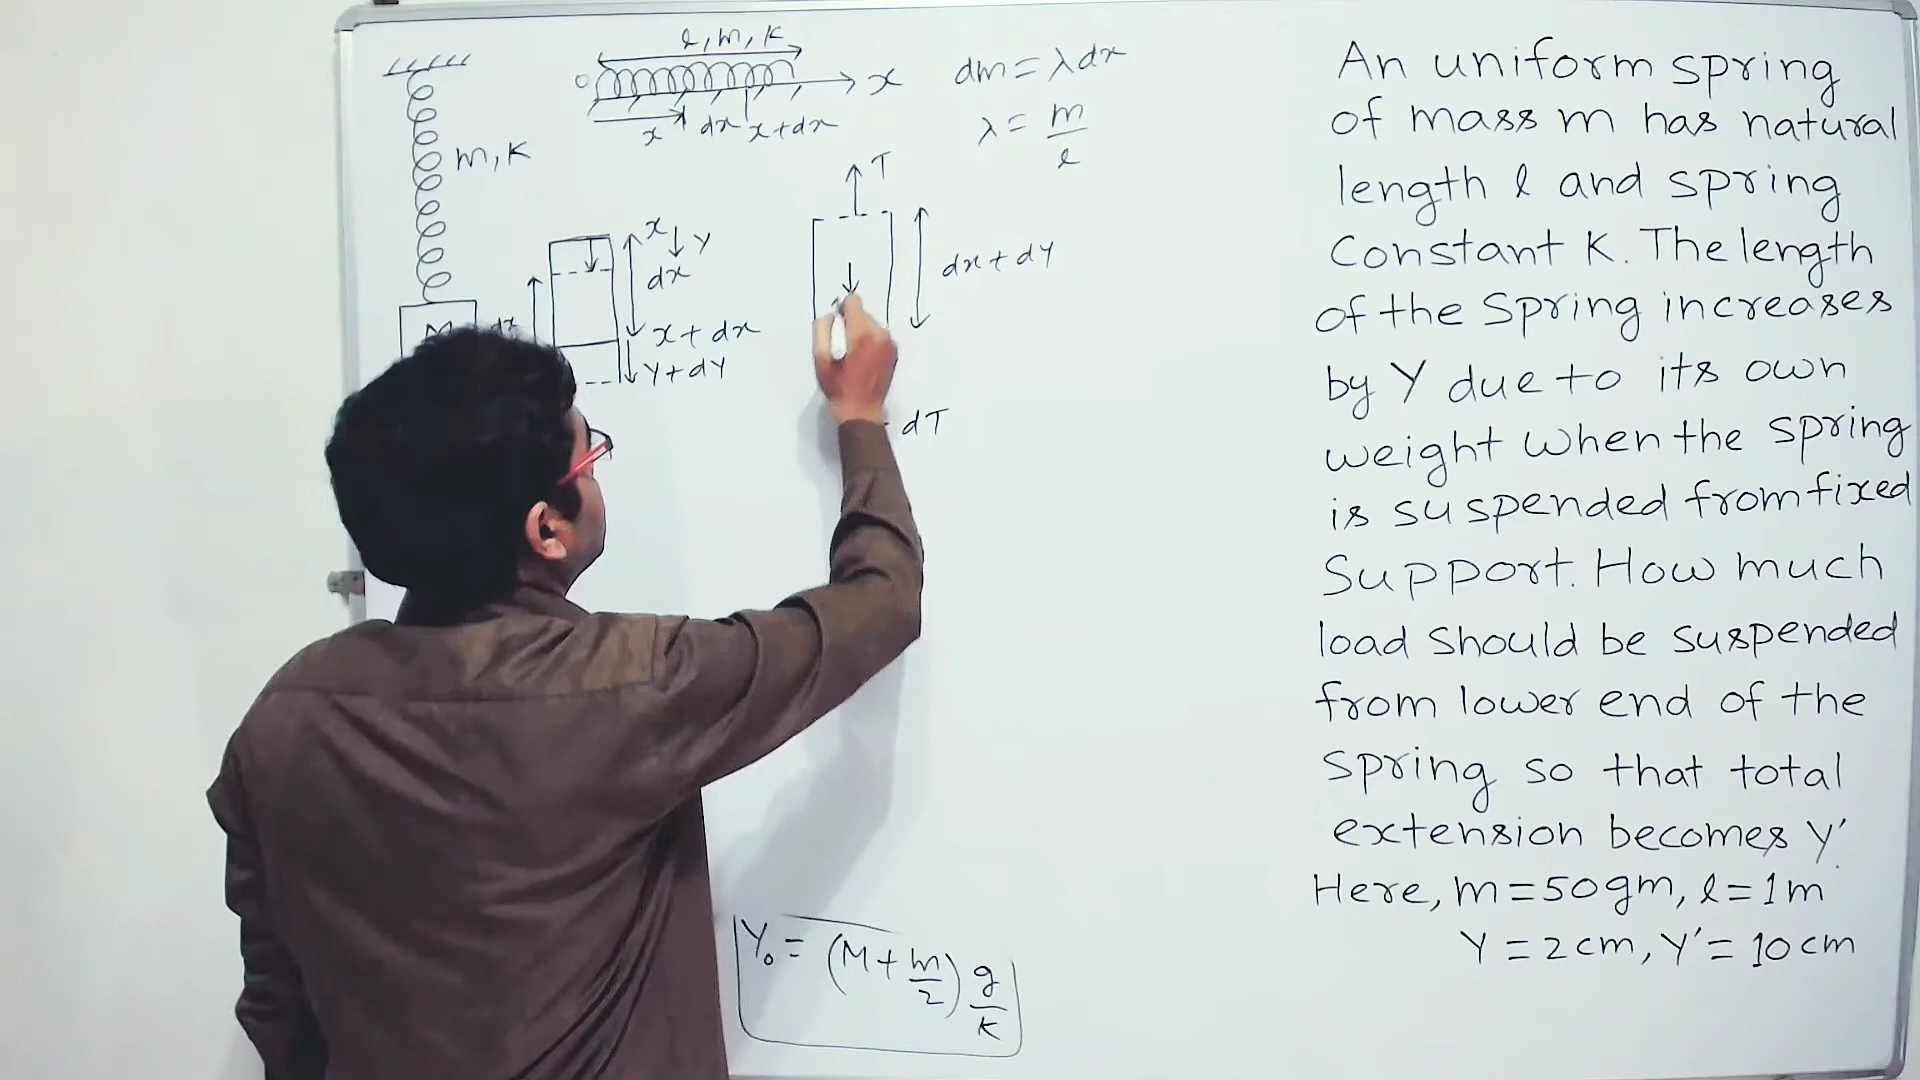 l, m, K
0
x
x dx x+dx
dm = λdx
λ = m/l
m, K
T
x
y
dx
x + dx
y + dy
dx
dx + dy
dT
Y₀ = (M + m/2) g/K
An uniform spring
of mass m has natural
length l and spring
Constant K. The length
of the spring increases
by Y due to its own
weight when the spring
is suspended from fixed
Support. How much
load should be suspended
from lower end of the
spring so that total
extension becomes Y'.
Here, m = 50gm, l = 1m
Y = 2cm, Y' = 10cm